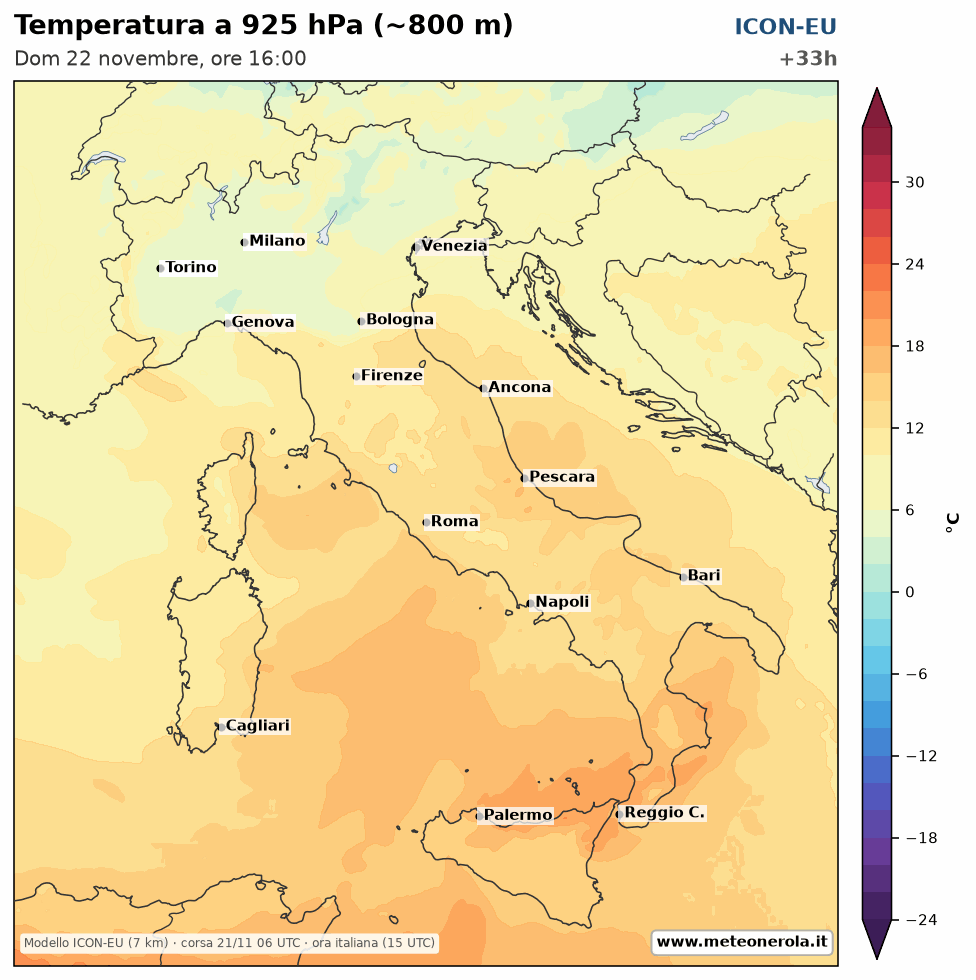 Temperatura a 925 hPa (~800 m)
ICON-EU
Dom 22 novembre, ore 16:00
+33h
Milano
Venezia
Torino
Genova
Bologna
Firenze
Ancona
Pescara
Roma
Bari
Napoli
Cagliari
Palermo
Reggio C.
30
24
18
12
6
0
−6
−12
−18
−24
°C
Modello ICON-EU (7 km) · corsa 21/11 06 UTC · ora italiana (15 UTC)
www.meteonerola.it